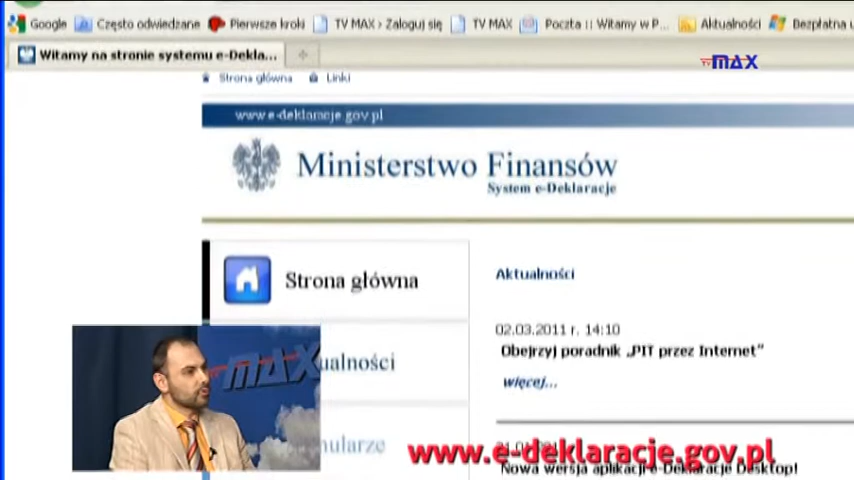 Google Często odwiedzane Pierwsze kroki TV MAX > Zaloguj się TV MAX Poczta :: Witamy w P... Aktualności Bezpłatna u
Witamy na stronie systemu e-Dekla...
TV MAX
Strona główna Linki
www.e-deklaracje.gov.pl
Ministerstwo Finansów
System e-Deklaracje
Strona główna
Aktualności
02.03.2011 r. 14:10
Obejrzyj poradnik „PIT przez Internet”
więcej...
ualności
MAX
mularze
www.e-deklaracje.gov.pl
Nowa wersja aplikacji e-Deklaracje Desktop!